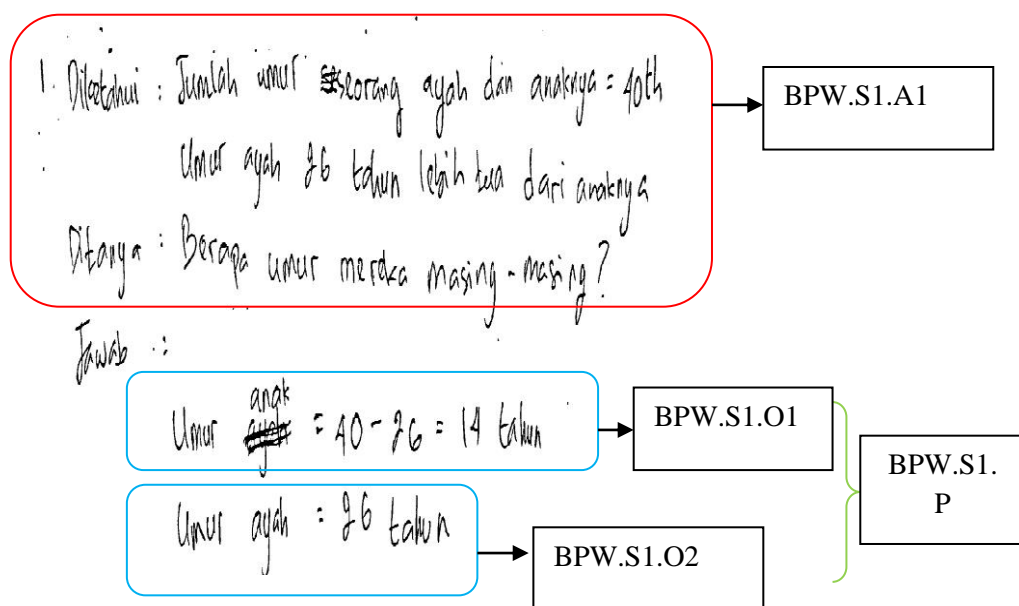 1. Diketahui : Jumlah umur seorang ayah dan anaknya = 40th
BPW.S1.A1
Umur ayah 26 tahun lebih tua dari anaknya
Ditanya : Berapa umur mereka masing-masing?
Jawab :
Umur anak = 40 - 26 = 14 tahun
BPW.S1.O1
BPW.S1.
P
Umur ayah = 26 tahun
BPW.S1.O2